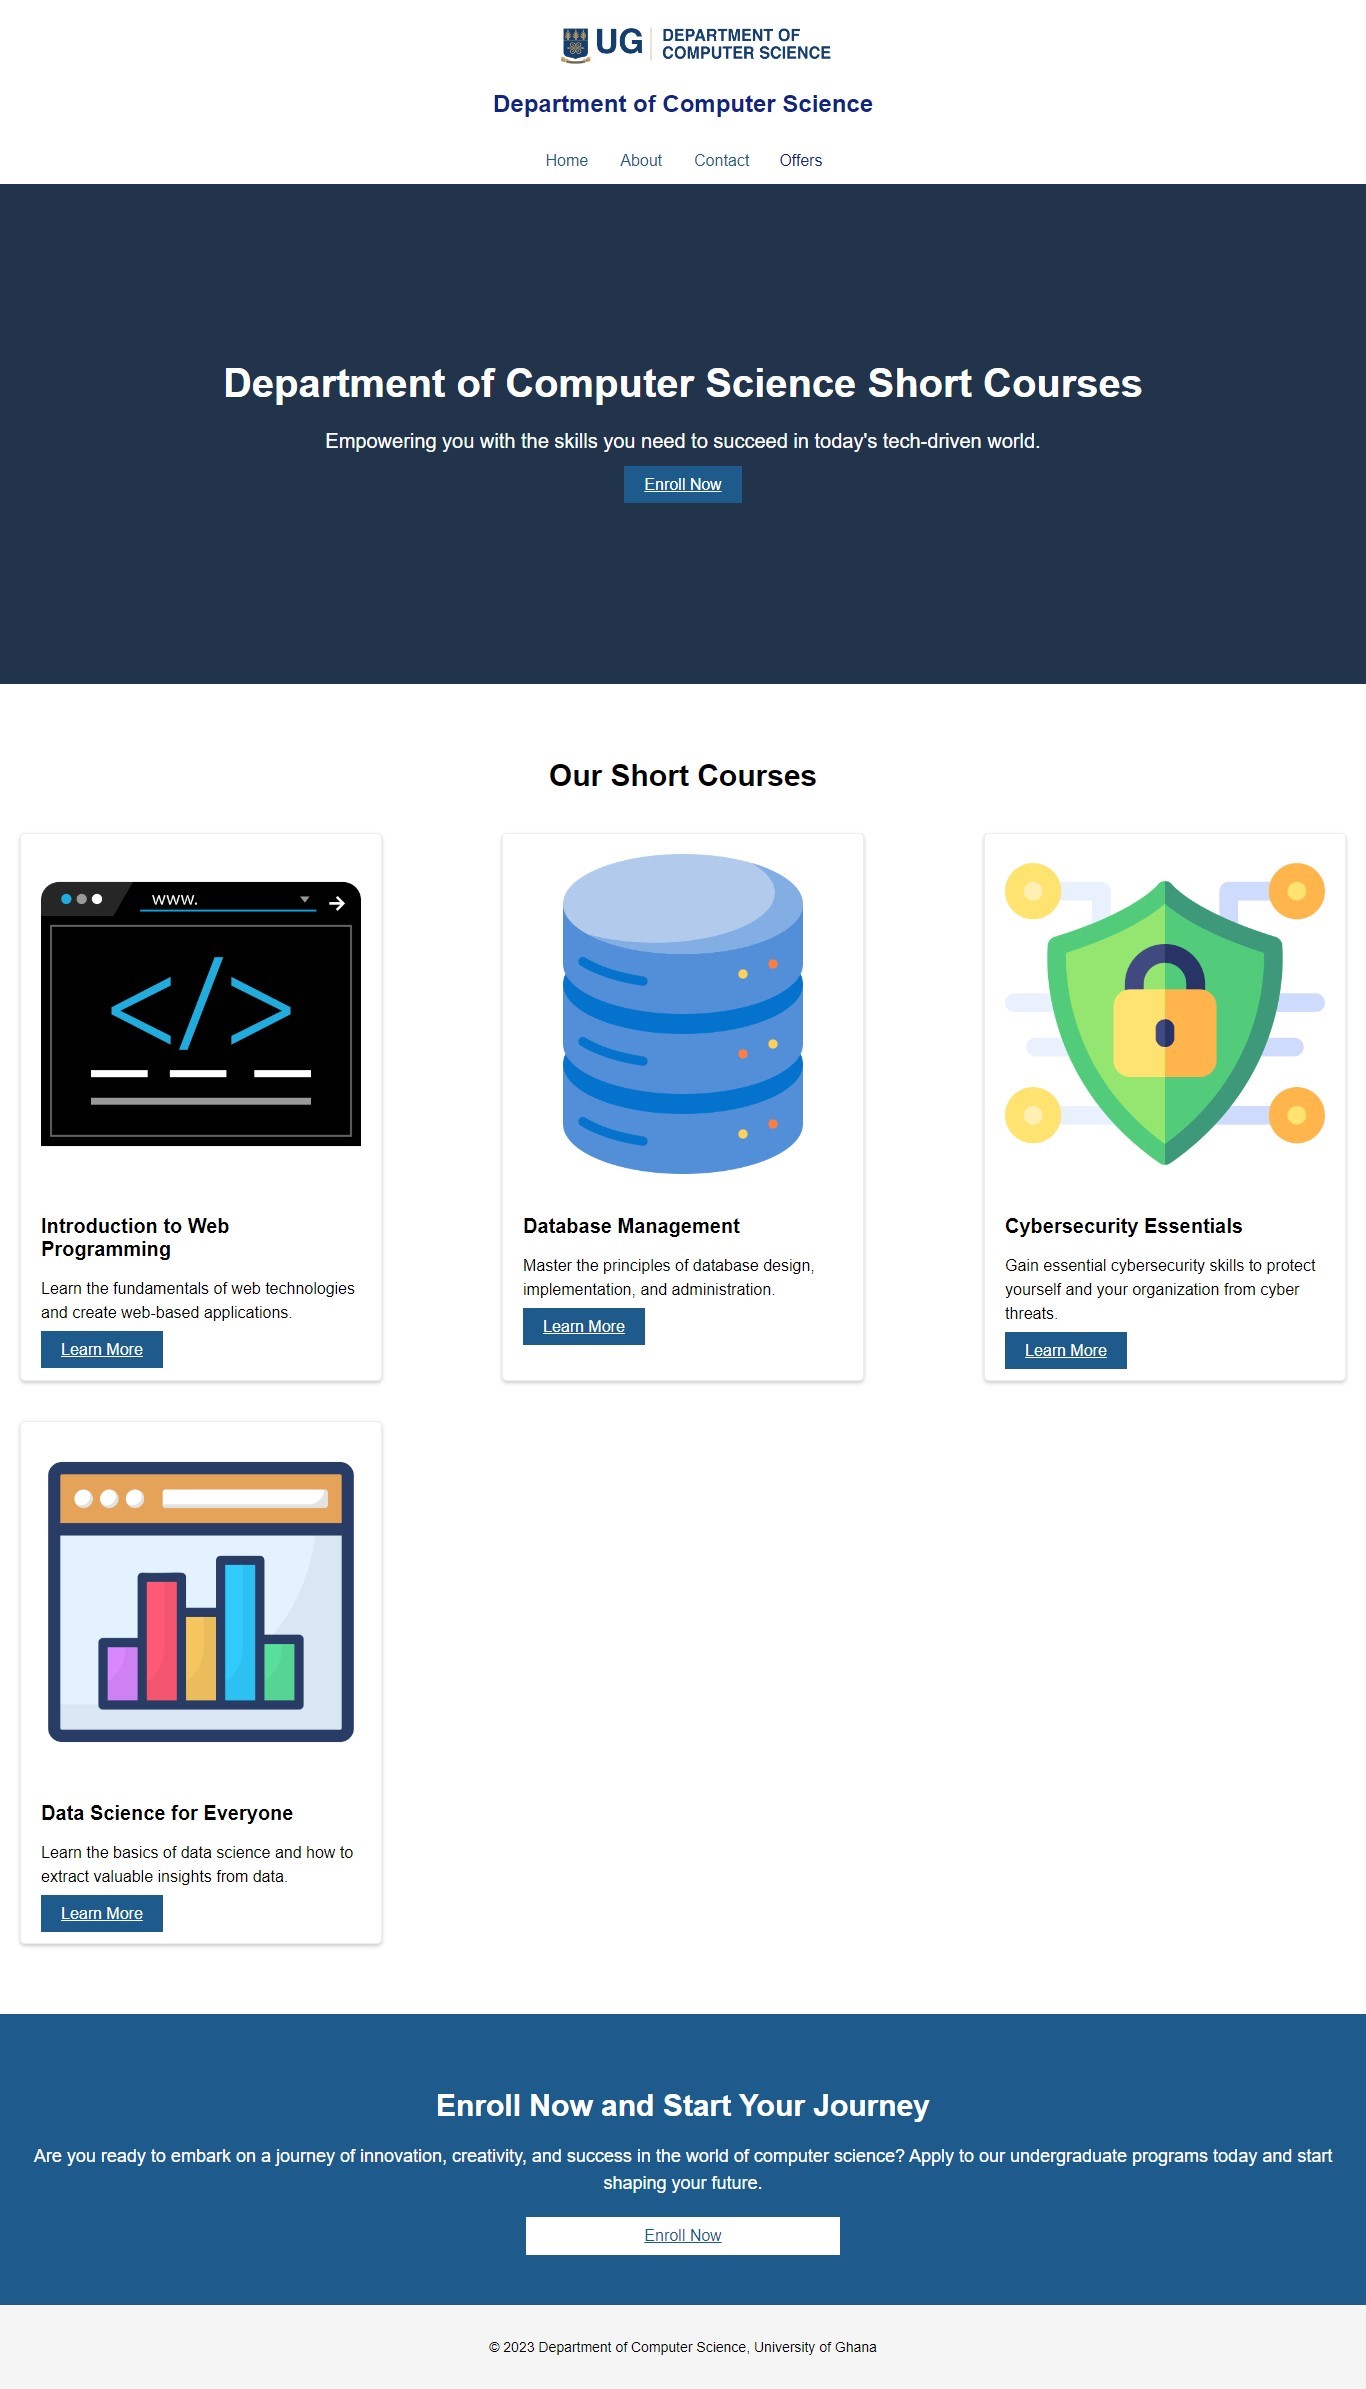 UG
DEPARTMENT OF
COMPUTER SCIENCE
Department of Computer Science
Home About Contact Offers
Department of Computer Science Short Courses
Empowering you with the skills you need to succeed in today's tech-driven world.
Enroll Now
Our Short Courses
www.
</>
Introduction to Web
Programming
Learn the fundamentals of web technologies
and create web-based applications.
Learn More
Database Management
Master the principles of database design,
implementation, and administration.
Learn More
Cybersecurity Essentials
Gain essential cybersecurity skills to protect
yourself and your organization from cyber
threats.
Learn More
Data Science for Everyone
Learn the basics of data science and how to
extract valuable insights from data.
Learn More
Enroll Now and Start Your Journey
Are you ready to embark on a journey of innovation, creativity, and success in the world of computer science? Apply to our undergraduate programs today and start
shaping your future.
Enroll Now
© 2023 Department of Computer Science, University of Ghana